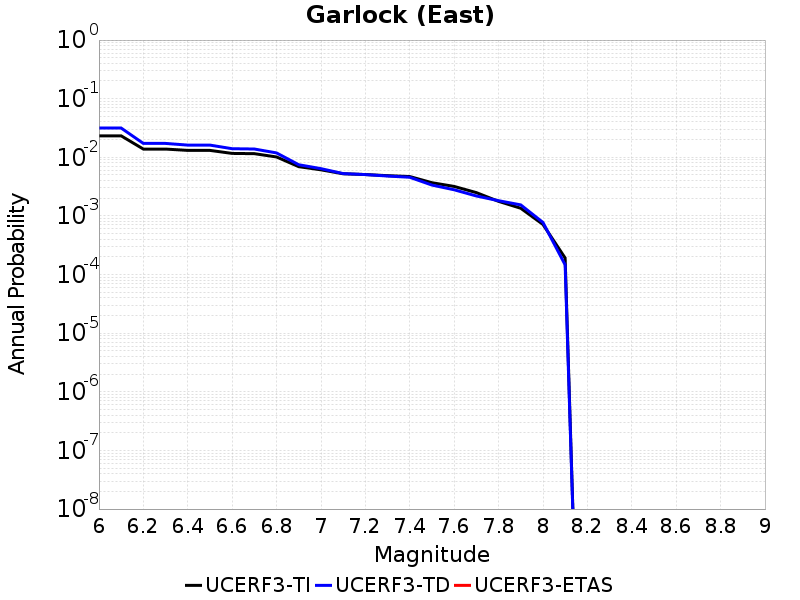 Garlock (East)
10^0
10^-1
10^-2
10^-3
10^-4
10^-5
10^-6
10^-7
10^-8
Annual Probability
6 6.2 6.4 6.6 6.8 7 7.2 7.4 7.6 7.8 8 8.2 8.4 8.6 8.8 9
Magnitude
UCERF3-TI UCERF3-TD UCERF3-ETAS